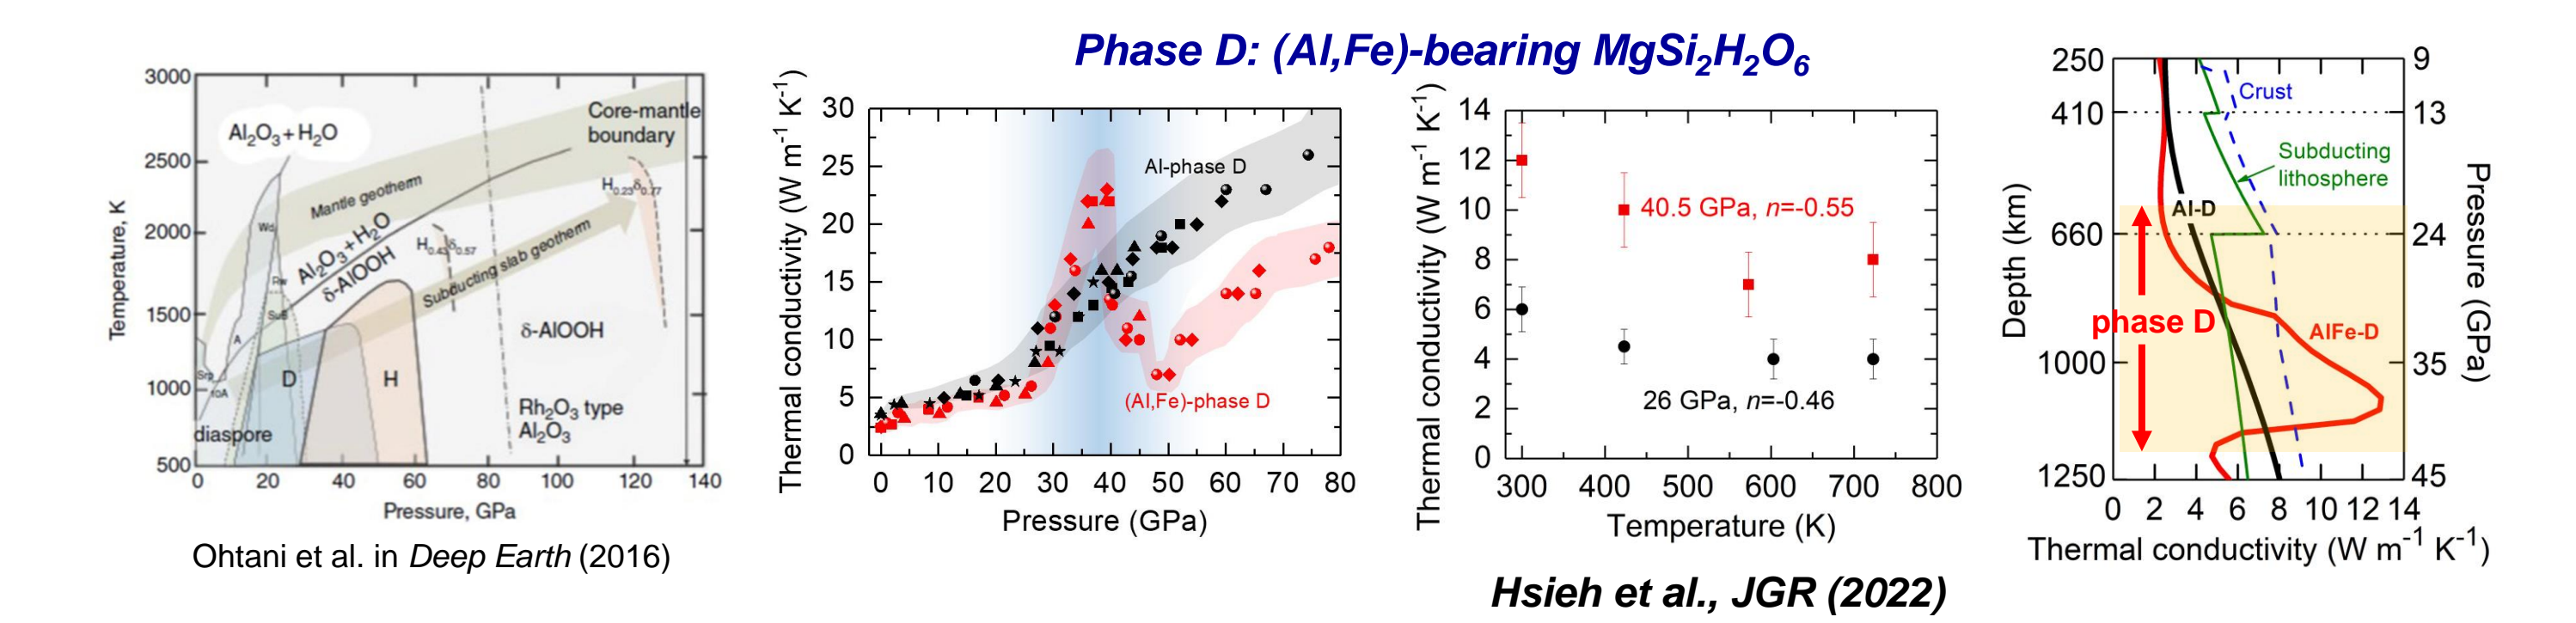 Phase D: (Al,Fe)-bearing MgSi2H2O6
3000
2500
2000
1500
1000
500
Temperature, K
0
20
40
60
80
100
120
140
Pressure, GPa
Al2O3+H2O
Core-mantle
boundary
Mantle geotherm
Al2O3+H2O
δ-AlOOH
Subducting slab geotherm
H0.23δ0.77
H0.43δ0.57
Wd
Rw
SuB
A
Srp
10A
D
H
δ-AlOOH
Rh2O3 type
Al2O3
diaspore
Ohtani et al. in Deep Earth (2016)
Thermal conductivity (W m-1 K-1)
30
25
20
15
10
5
0
Al-phase D
(Al,Fe)-phase D
0 10 20 30 40 50 60 70 80
Pressure (GPa)
Thermal conductivity (W m-1 K-1)
14
12
10
8
6
4
2
0
40.5 GPa, n=-0.55
26 GPa, n=-0.46
300 400 500 600 700 800
Temperature (K)
Hsieh et al., JGR (2022)
Depth (km)
250
410
660
1000
1250
9
13
24
35
45
Pressure (GPa)
Crust
Subducting
lithosphere
Al-D
phase D
AlFe-D
0 2 4 6 8 10 12 14
Thermal conductivity (W m-1 K-1)